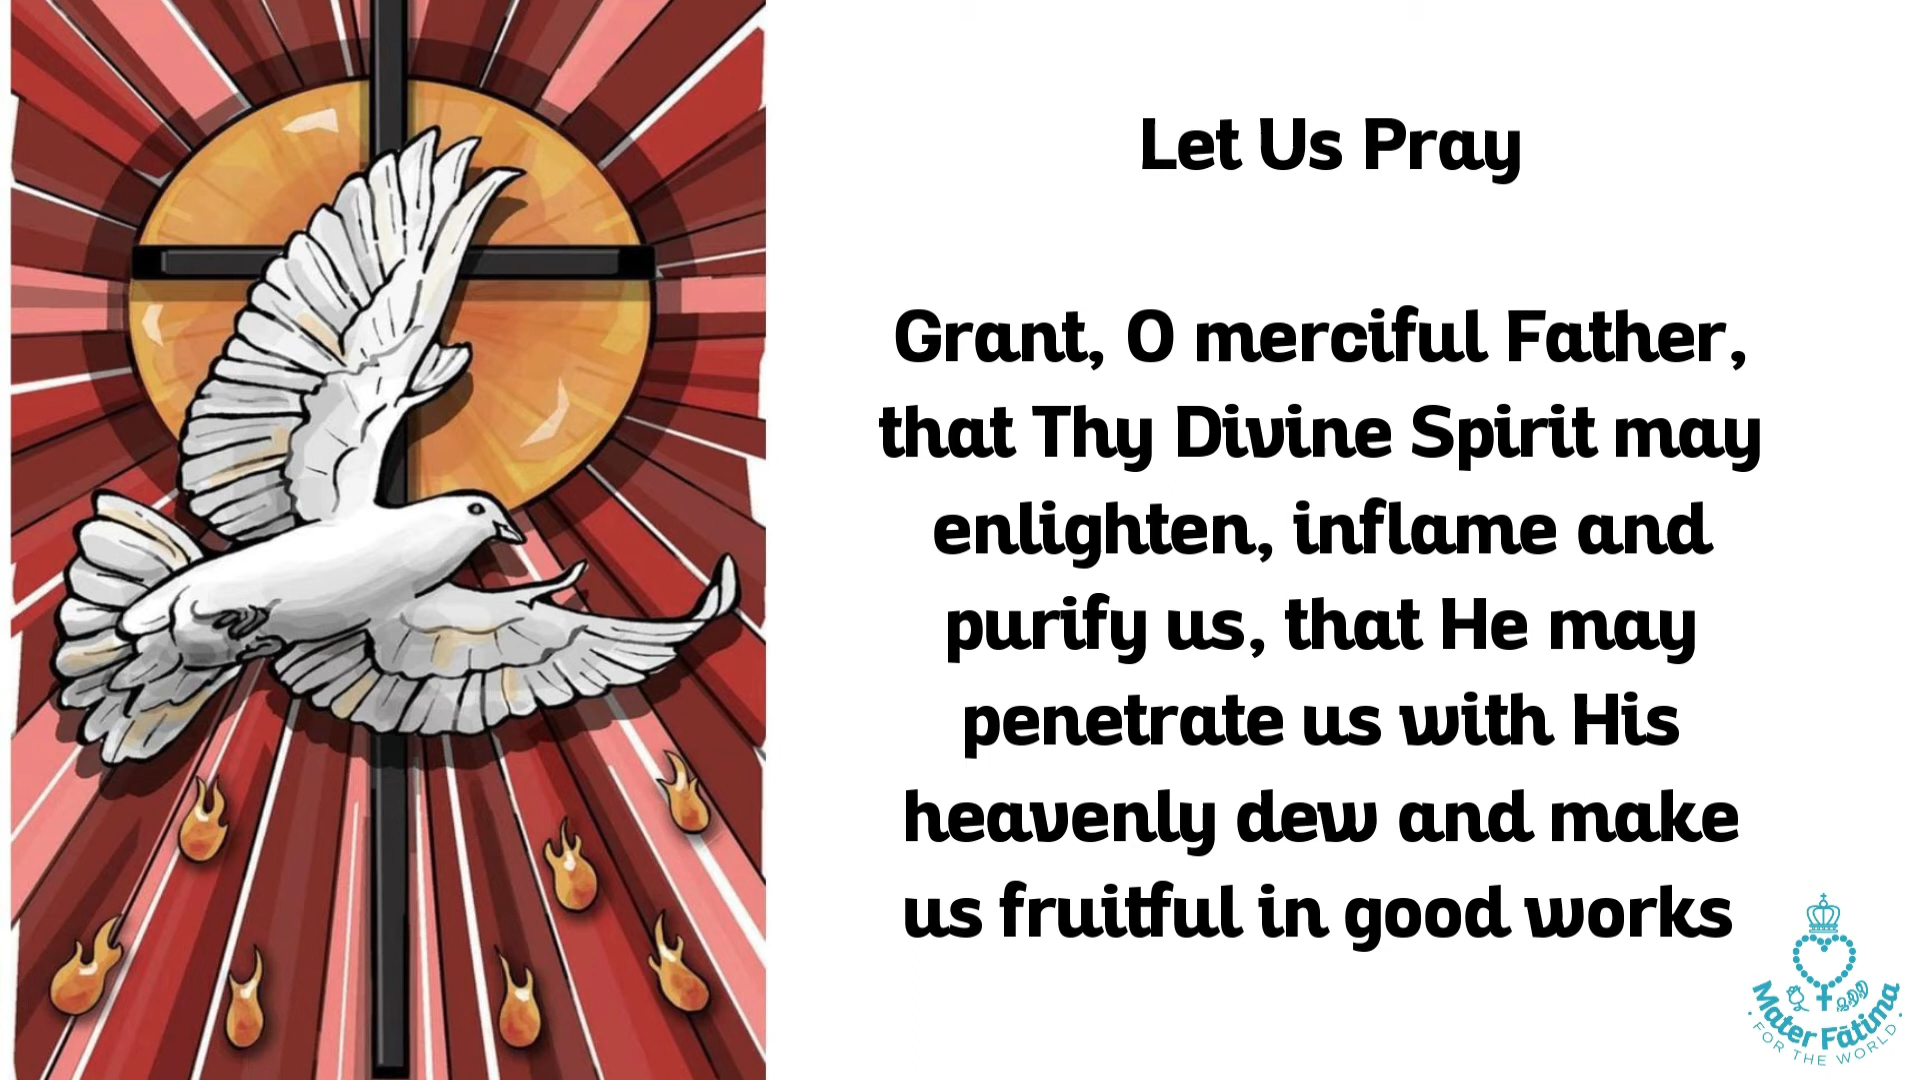 Let Us Pray
Grant, O merciful Father,
that Thy Divine Spirit may
enlighten, inflame and
purify us, that He may
penetrate us with His
heavenly dew and make
us fruitful in good works
Mater Fātima
· FOR THE WORLD ·